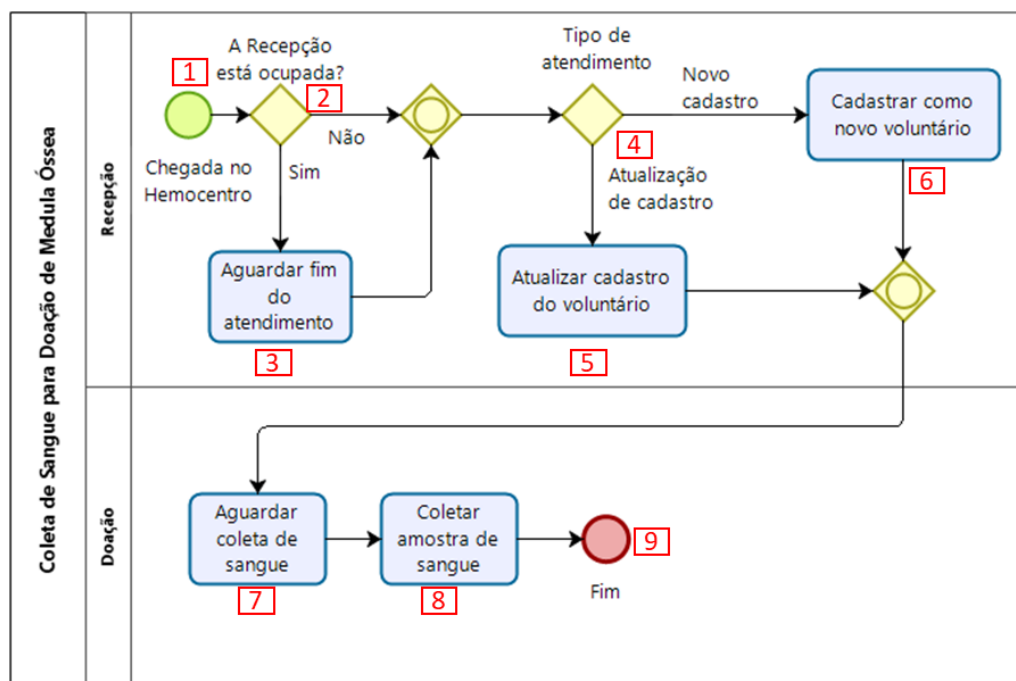 Coleta de Sangue para Doação de Medula Óssea
Recepção
1
A Recepção
está ocupada?
2
Chegada no
Hemocentro
Não
Sim
Aguardar fim
do
atendimento
3
Tipo de
atendimento
4
Novo
cadastro
Atualização
de cadastro
Cadastrar como
novo voluntário
6
Atualizar cadastro
do voluntário
5
Doação
Aguardar
coleta de
sangue
7
Coletar
amostra de
sangue
8
9
Fim